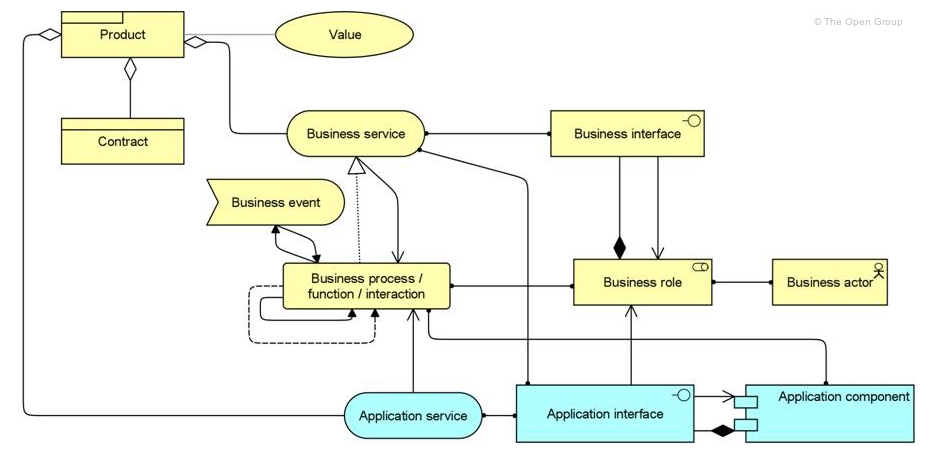 © The Open Group
Product
Value
Contract
Business service
Business interface
Business event
Business process /
function / interaction
Business role
Business actor
Application service
Application interface
Application component